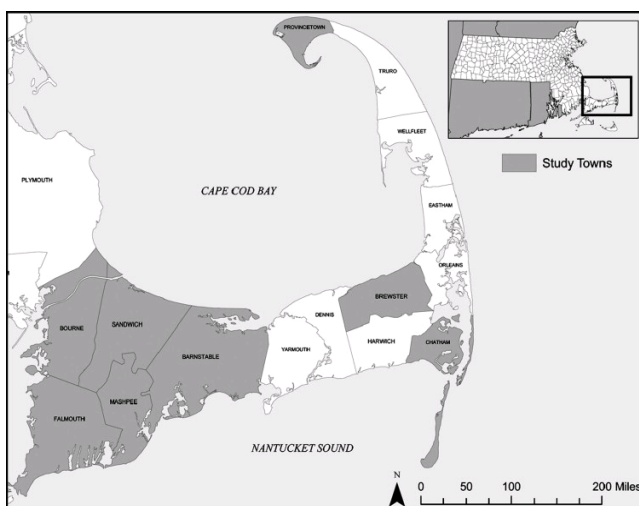 PROVINCETOWN
TRURO
WELLFLEET
Study Towns
PLYMOUTH
CAPE COD BAY
EASTHAM
ORLEAINS
BREWSTER
BOURNE
SANDWICH
DENNIS
BARNSTABLE
YARMOUTH
HARWICH
CHATHAM
MASHPEE
FALMOUTH
NANTUCKET SOUND
N
0 50 100 200 Miles